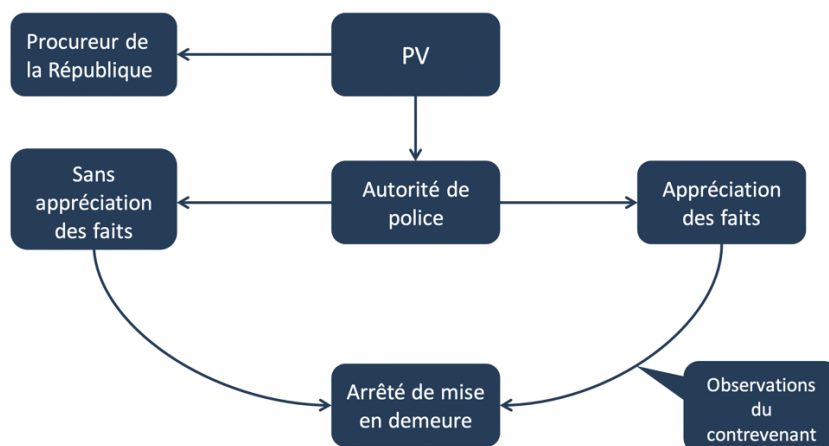 Procureur de
la République
PV
Sans
appréciation
des faits
Autorité de
police
Appréciation
des faits
Arrêté de mise
en demeure
Observations
du
contrevenant